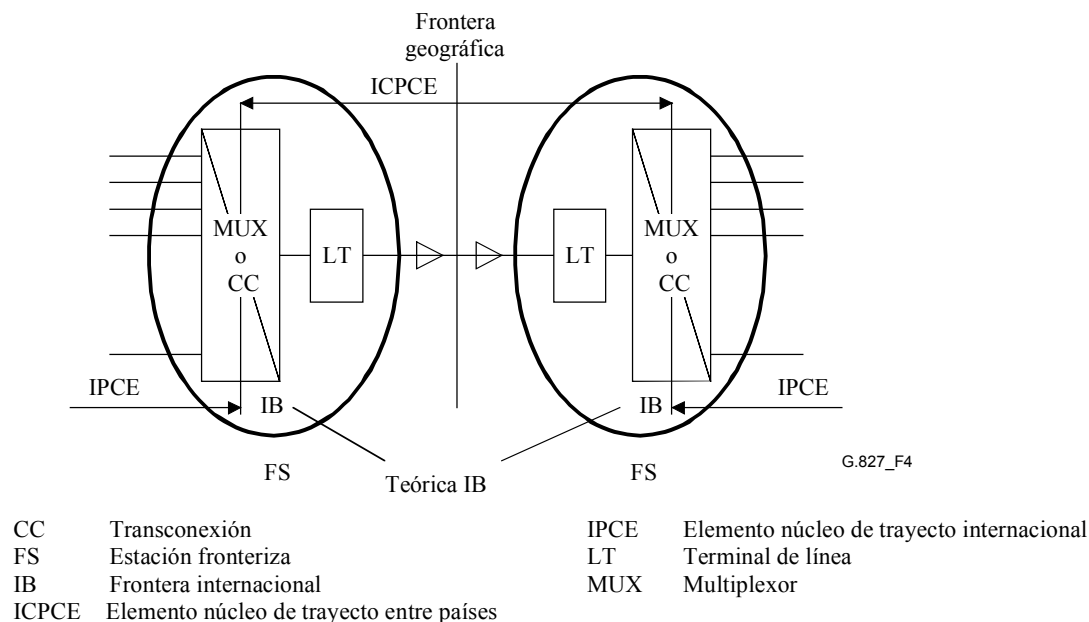 Frontera
geográfica
ICPCE
MUX
o
CC
LT
LT
MUX
o
CC
IPCE
IB
IB
IPCE
FS
Teórica IB
FS
G.827_F4
CC Transconexión
FS Estación fronteriza
IB Frontera internacional
ICPCE Elemento núcleo de trayecto entre países
IPCE Elemento núcleo de trayecto internacional
LT Terminal de línea
MUX Multiplexor